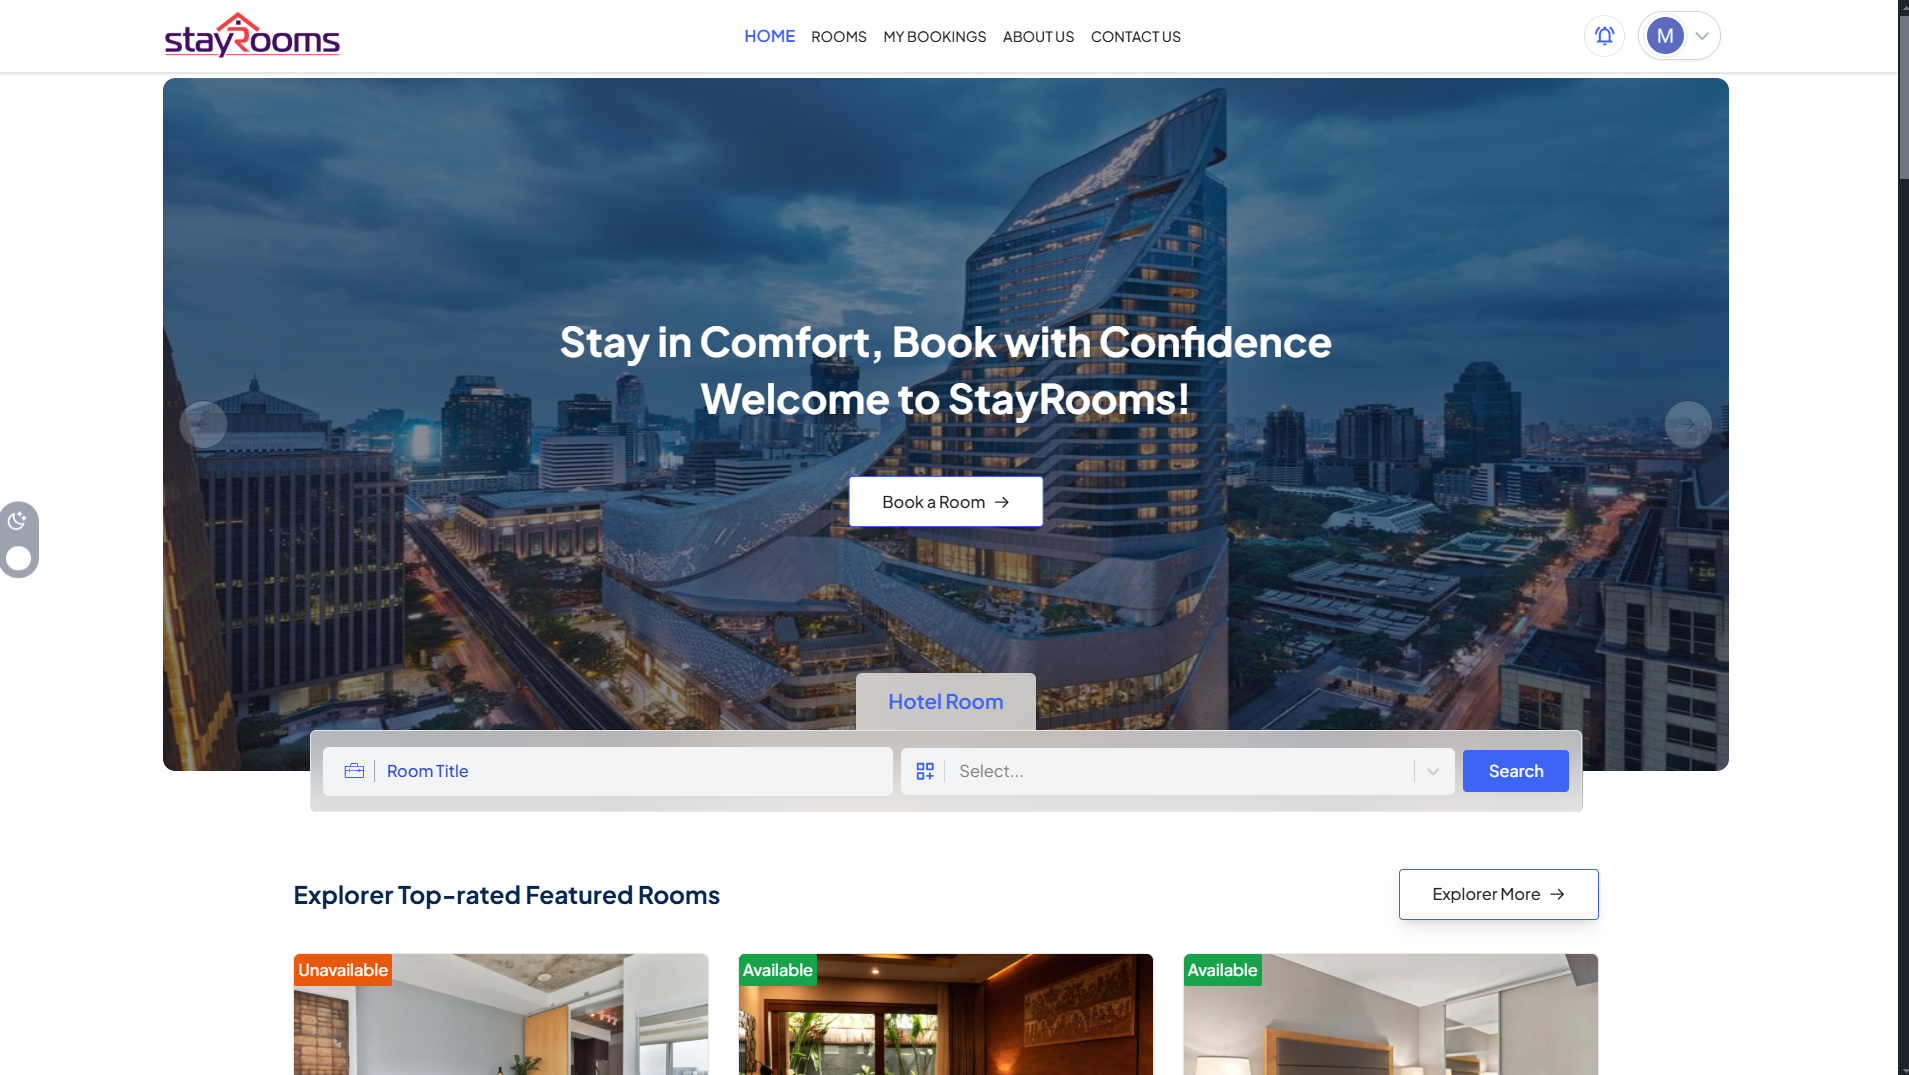 stayRooms
HOME
ROOMS
MY BOOKINGS
ABOUT US
CONTACT US
M
Stay in Comfort, Book with Confidence
Welcome to StayRooms!
Book a Room
Hotel Room
Room Title
Select...
Search
Explorer Top-rated Featured Rooms
Explorer More
Unavailable
Available
Available